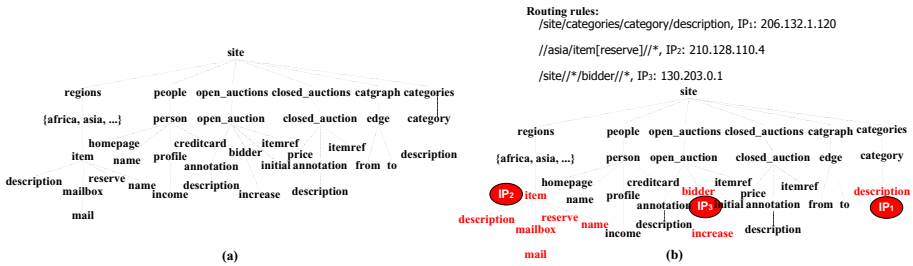 Routing rules:
/site/categories/category/description, IP1: 206.132.1.120
//asia/item[reserve]//*, IP2: 210.128.110.4
/site//*/bidder//*, IP3: 130.203.0.1
site
regions people open_auctions closed_auctions catgraph categories
{africa, asia, ...} person open_auction closed_auction edge category
homepage creditcard itemref itemref
item name profile bidder price description
annotation initial annotation from to
description reserve name description
mailbox income increase description
mail
(a)
site
regions people open_auctions closed_auctions catgraph categories
{africa, asia, ...} person open_auction closed_auction edge category
homepage creditcard itemref itemref
IP2 item name profile bidder price description
annotation IP3 initial annotation from to IP1
description reserve name description
mailbox income increase description
mail
(b)